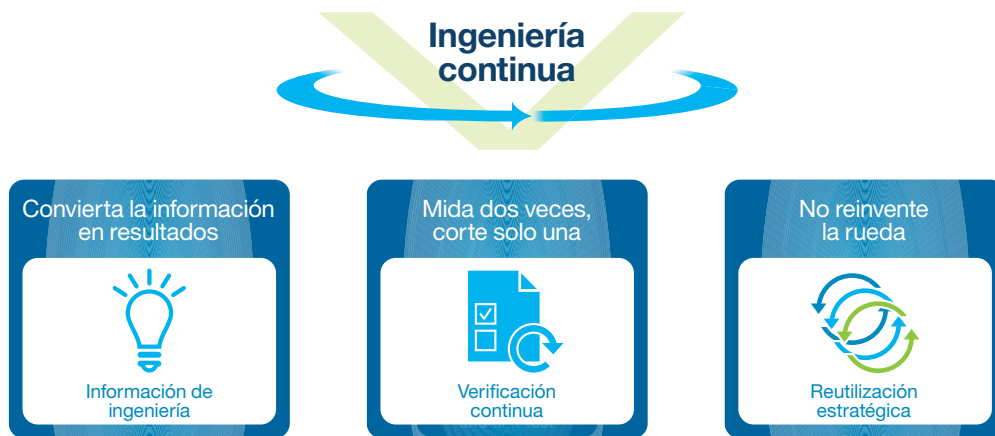 Ingeniería
continua
Convierta la información
en resultados
Información de
ingeniería
Mida dos veces,
corte solo una
Verificación
continua
No reinvente
la rueda
Reutilización
estratégica